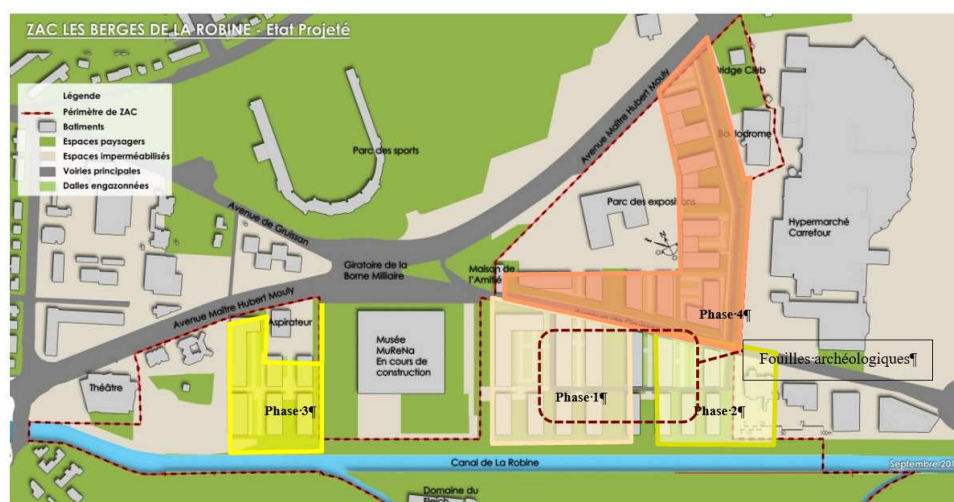 ZAC LES BERGES DE LA ROBINE - Etat Projeté
Légende
Périmètre de ZAC
Batiments
Espaces paysagers
Espaces imperméabilisés
Voiries principales
Dalles engazonnées
Parc des sports
Avenue Maître Hubert Mouly
Bridge Club
Avenue de Gruissan
Parc des expositions
Hypermarché
Carrefour
Giratoire de la
Borne Milliaire
Maison de
l'Amitié
Avenue Maître Hubert Mouly
Aspirateur
Musée
MuReNa
En cours de
construction
Théâtre
Phase·4¶
Fouilles archéologiques¶
Phase·3¶
Phase·1¶
Phase·2¶
Canal de La Robine
Septembre
Domaine du